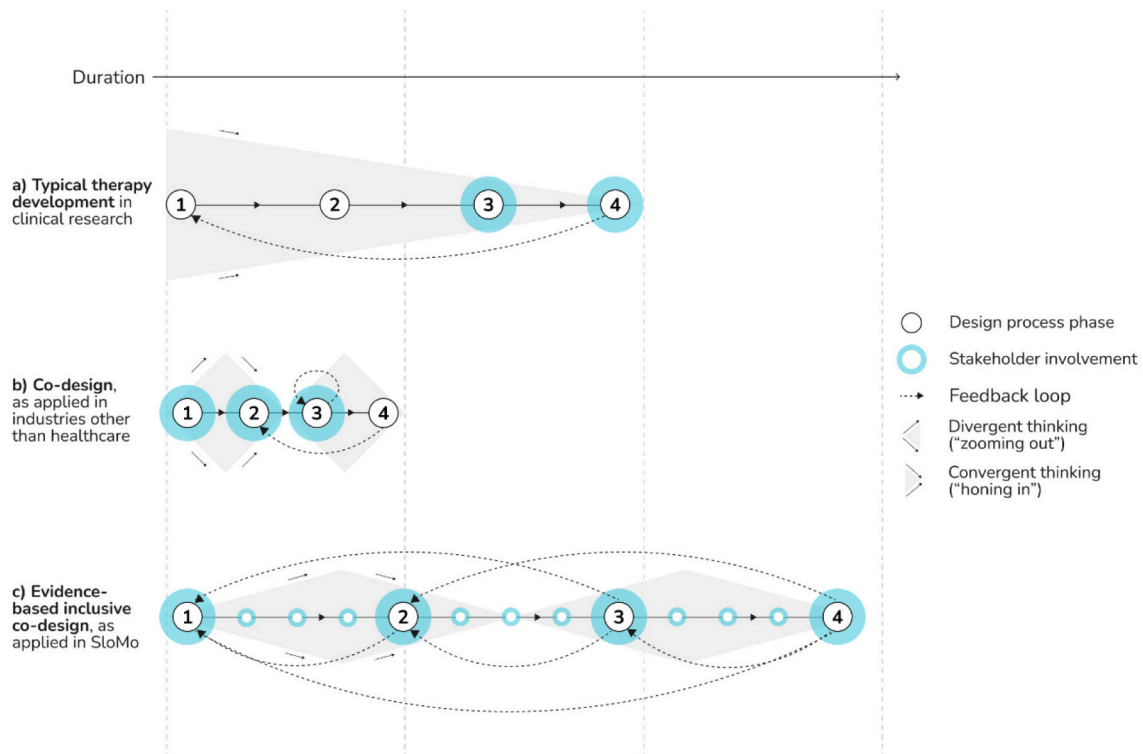 Duration
a) Typical therapy
development in
clinical research
1
2
3
4
b) Co-design,
as applied in
industries other
than healthcare
1
2
3
4
c) Evidence-
based inclusive
co-design, as
applied in SloMo
1
2
3
4
Design process phase
Stakeholder involvement
Feedback loop
Divergent thinking
(“zooming out”)
Convergent thinking
(“honing in”)